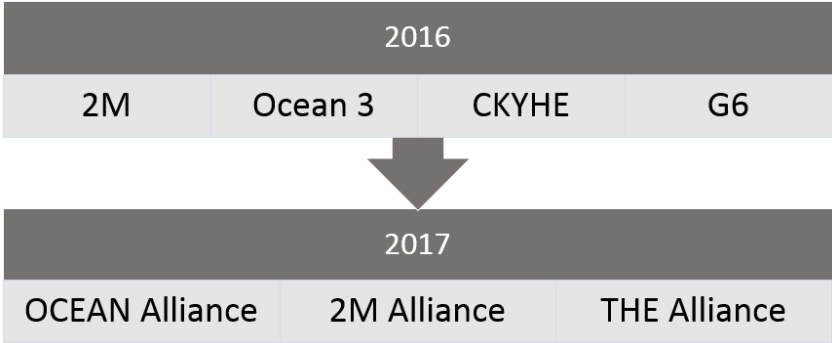 2016
2M Ocean 3 CKYHE G6
2017
OCEAN Alliance 2M Alliance THE Alliance